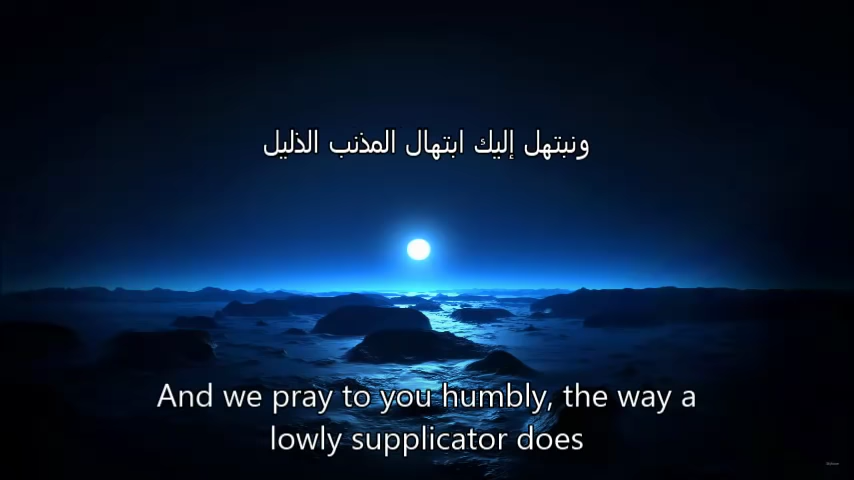 ونبتهل إليك ابتهال المذنب الذليل
And we pray to you humbly, the way a
lowly supplicator does